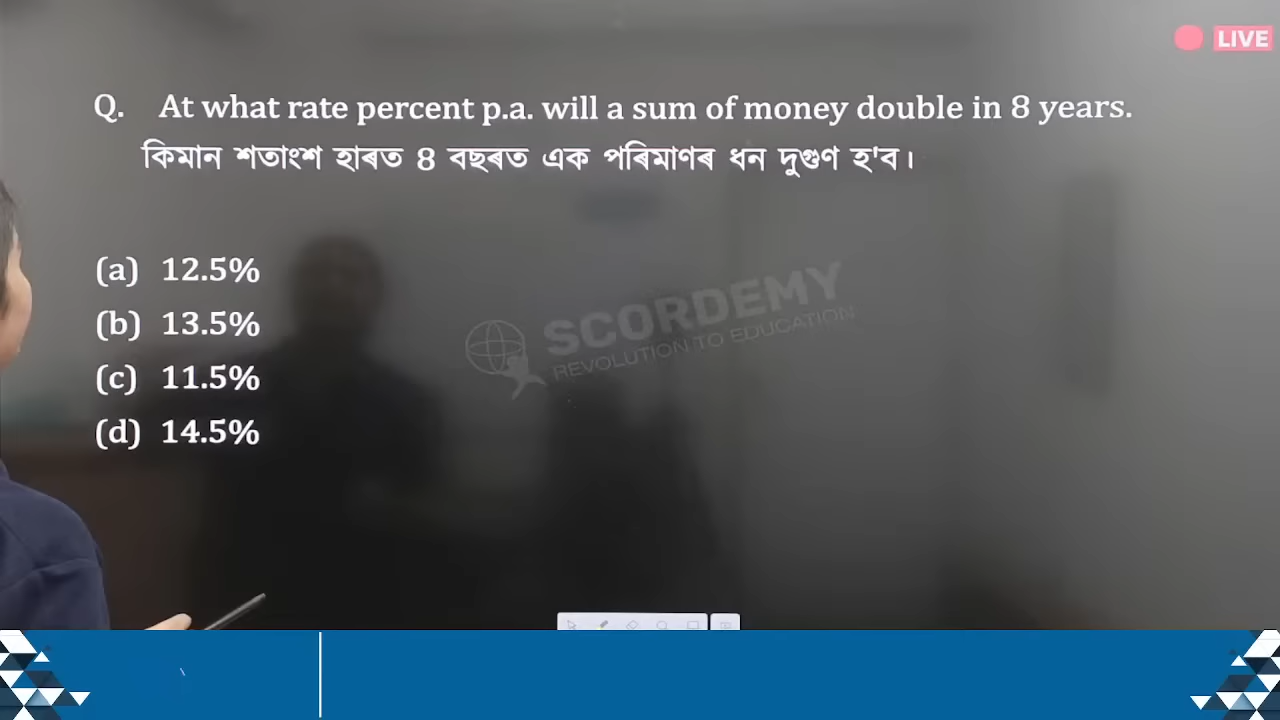 LIVE
Q. At what rate percent p.a. will a sum of money double in 8 years.
কিমান শতাংশ হাৰত 8 বছৰত এক পৰিমাণৰ ধন দুগুণ হ'ব।
(a) 12.5%
(b) 13.5%
(c) 11.5%
(d) 14.5%
SCORDEMY
REVOLUTION TO EDUCATION